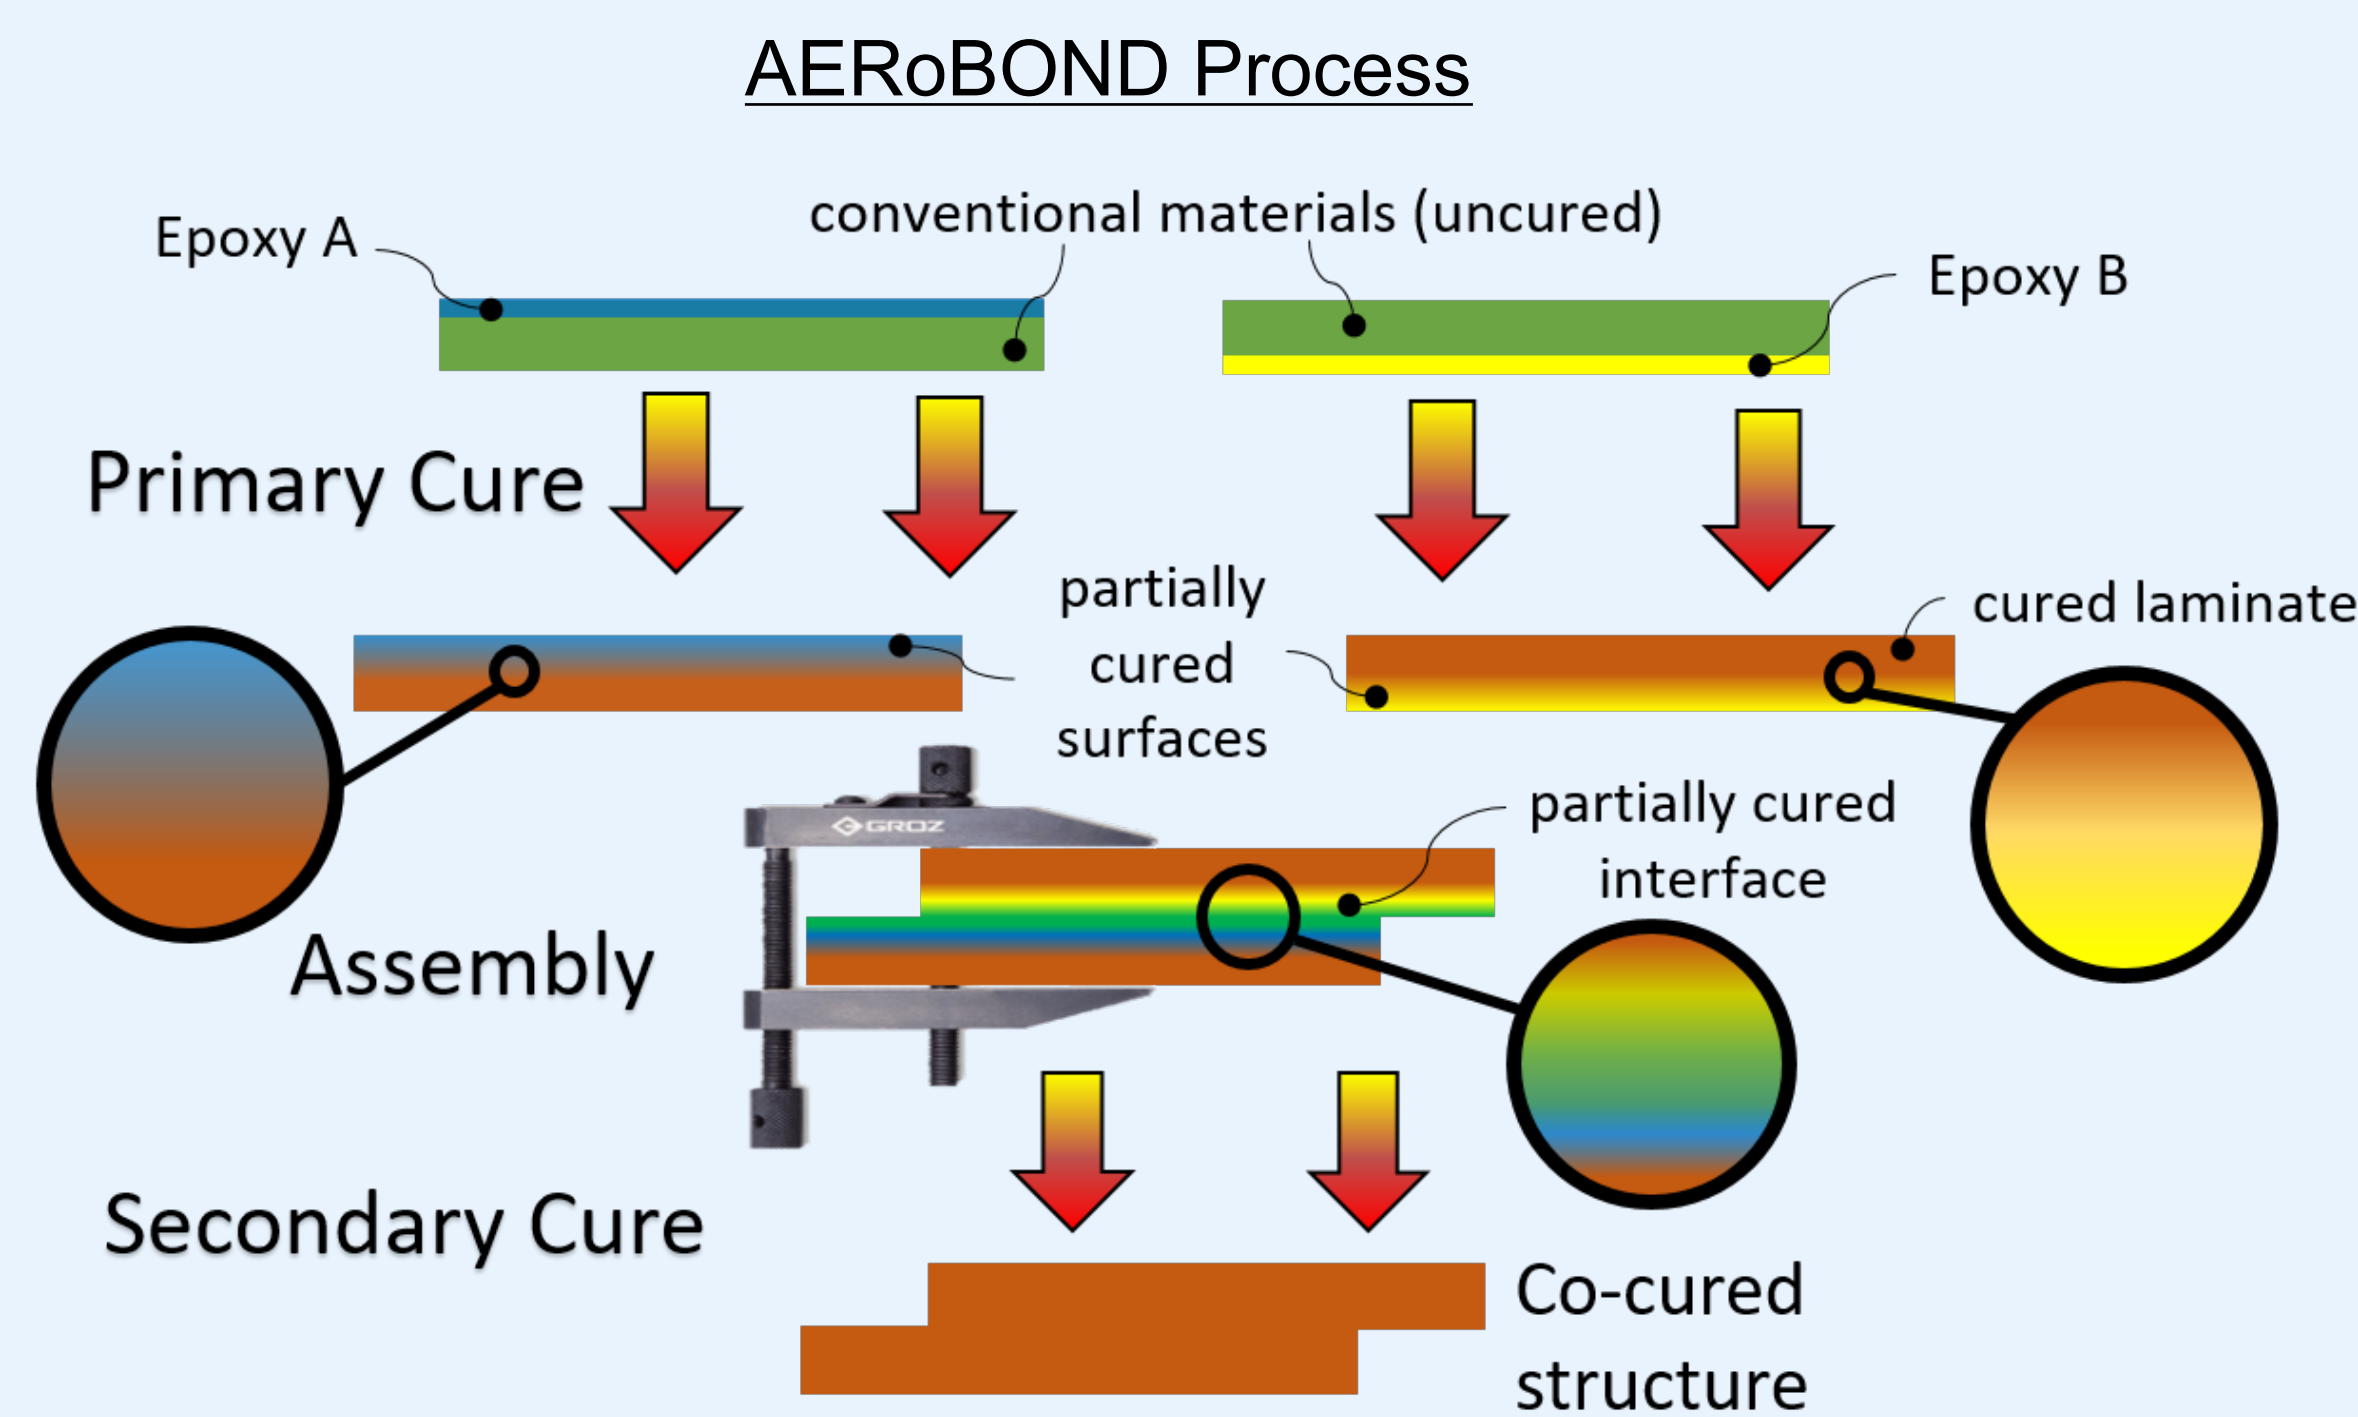 AERoBOND Process
Epoxy A
conventional materials (uncured)
Epoxy B
Primary Cure
partially
cured
surfaces
cured laminate
GROZ
partially cured
interface
Assembly
Secondary Cure
Co-cured
structure